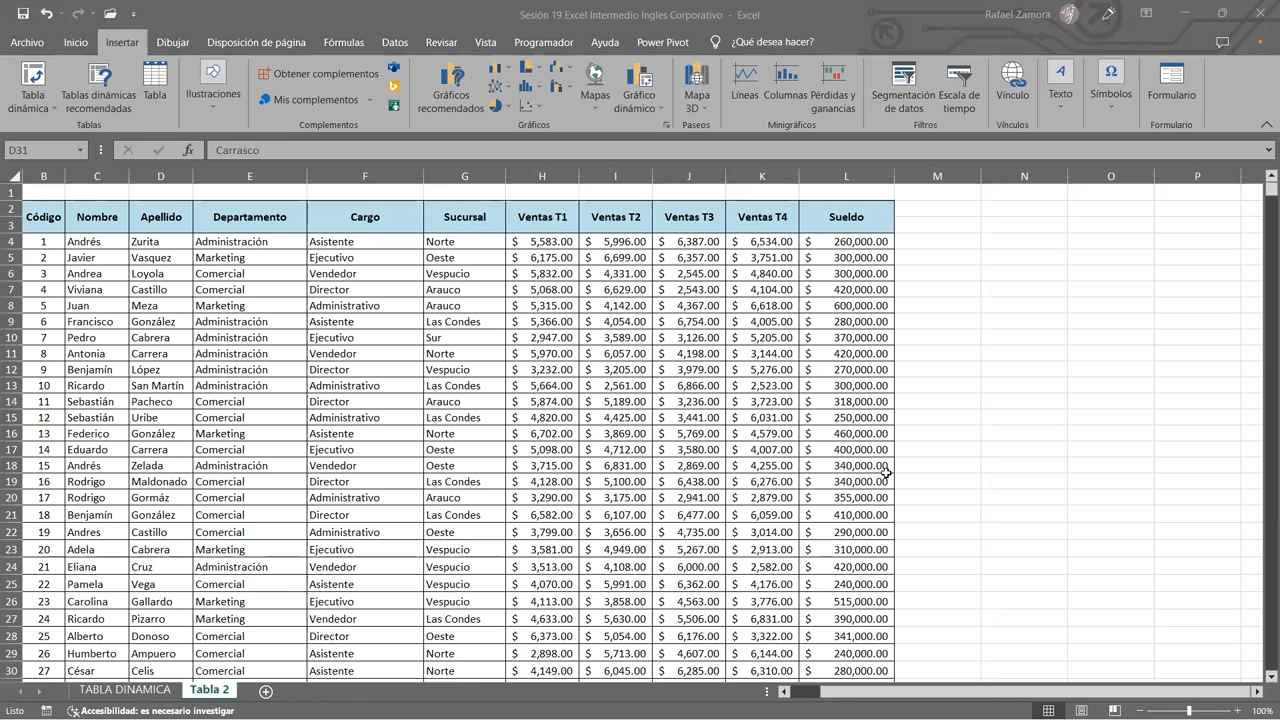 Sesión 19 Excel Intermedio Ingles Corporativo - Excel Rafael Zamora
Archivo Inicio Insertar Dibujar Disposición de página Fórmulas Datos Revisar Vista Programador Ayuda Power Pivot ¿Qué desea hacer?
Tabla dinámica
Tablas dinámicas recomendadas
Tabla
Tablas
Ilustraciones
Obtener complementos
Mis complementos
Complementos
Gráficos recomendados
Mapas
Gráfico dinámico
Gráficos
Mapa 3D
Paseos
Líneas
Columnas
Pérdidas y ganancias
Minigráficos
Segmentación de datos
Escala de tiempo
Filtros
Vínculo
Vínculos
Texto
A
Símbolos
Ω
Formulario
Formulario
D31 fx Carrasco
B C D E F G H I J K L M N O P
1
2
3
Código Nombre Apellido Departamento Cargo Sucursal Ventas T1 Ventas T2 Ventas T3 Ventas T4 Sueldo
4 1 Andrés Zurita Administración Asistente Norte $ 5,583.00 $ 5,996.00 $ 6,387.00 $ 6,534.00 $ 260,000.00
5 2 Javier Vasquez Marketing Ejecutivo Oeste $ 6,175.00 $ 6,699.00 $ 6,357.00 $ 3,751.00 $ 300,000.00
6 3 Andrea Loyola Comercial Vendedor Vespucio $ 5,832.00 $ 4,331.00 $ 2,545.00 $ 4,840.00 $ 300,000.00
7 4 Viviana Castillo Comercial Director Arauco $ 5,068.00 $ 6,629.00 $ 2,543.00 $ 4,104.00 $ 420,000.00
8 5 Juan Meza Marketing Administrativo Arauco $ 5,315.00 $ 4,142.00 $ 4,367.00 $ 6,618.00 $ 600,000.00
9 6 Francisco González Administración Asistente Las Condes $ 5,366.00 $ 4,054.00 $ 6,754.00 $ 4,005.00 $ 280,000.00
10 7 Pedro Cabrera Administración Ejecutivo Sur $ 2,947.00 $ 3,589.00 $ 3,126.00 $ 5,205.00 $ 370,000.00
11 8 Antonia Carrera Administración Vendedor Norte $ 5,970.00 $ 6,057.00 $ 4,198.00 $ 3,144.00 $ 420,000.00
12 9 Benjamín López Administración Director Vespucio $ 3,232.00 $ 3,205.00 $ 3,979.00 $ 5,276.00 $ 270,000.00
13 10 Ricardo San Martín Administración Administrativo Las Condes $ 5,664.00 $ 2,561.00 $ 6,866.00 $ 2,523.00 $ 300,000.00
14 11 Sebastián Pacheco Comercial Director Arauco $ 5,874.00 $ 5,189.00 $ 3,236.00 $ 3,723.00 $ 318,000.00
15 12 Sebastián Uribe Comercial Administrativo Las Condes $ 4,820.00 $ 4,425.00 $ 3,441.00 $ 6,031.00 $ 250,000.00
16 13 Federico González Marketing Asistente Norte $ 6,702.00 $ 3,869.00 $ 5,769.00 $ 4,579.00 $ 460,000.00
17 14 Eduardo Carrera Comercial Ejecutivo Oeste $ 5,098.00 $ 4,712.00 $ 3,580.00 $ 4,007.00 $ 400,000.00
18 15 Andrés Zelada Administración Vendedor Oeste $ 3,715.00 $ 6,831.00 $ 2,869.00 $ 4,255.00 $ 340,000.00
19 16 Rodrigo Maldonado Comercial Director Las Condes $ 4,128.00 $ 5,100.00 $ 6,438.00 $ 6,276.00 $ 340,000.00
20 17 Rodrigo Gormáz Comercial Administrativo Arauco $ 3,290.00 $ 3,175.00 $ 2,941.00 $ 2,879.00 $ 355,000.00
21 18 Benjamín González Comercial Director Las Condes $ 6,582.00 $ 6,107.00 $ 6,477.00 $ 6,059.00 $ 410,000.00
22 19 Andres Castillo Comercial Administrativo Oeste $ 3,799.00 $ 3,656.00 $ 4,735.00 $ 3,014.00 $ 290,000.00
23 20 Adela Cabrera Marketing Ejecutivo Vespucio $ 3,581.00 $ 4,949.00 $ 5,267.00 $ 2,913.00 $ 310,000.00
24 21 Eliana Cruz Administración Vendedor Vespucio $ 3,513.00 $ 4,108.00 $ 6,000.00 $ 2,582.00 $ 420,000.00
25 22 Pamela Vega Comercial Asistente Vespucio $ 4,070.00 $ 5,991.00 $ 6,362.00 $ 4,176.00 $ 240,000.00
26 23 Carolina Gallardo Marketing Ejecutivo Vespucio $ 4,113.00 $ 3,858.00 $ 4,563.00 $ 3,776.00 $ 515,000.00
27 24 Ricardo Pizarro Marketing Vendedor Las Condes $ 4,633.00 $ 5,630.00 $ 5,506.00 $ 6,831.00 $ 390,000.00
28 25 Alberto Donoso Comercial Director Oeste $ 6,373.00 $ 5,054.00 $ 6,176.00 $ 3,322.00 $ 341,000.00
29 26 Humberto Ampuero Comercial Asistente Norte $ 2,898.00 $ 5,713.00 $ 4,607.00 $ 6,144.00 $ 240,000.00
30 27 César Celis Comercial Asistente Norte $ 4,149.00 $ 6,045.00 $ 6,285.00 $ 6,310.00 $ 280,000.00
TABLA DINAMICA Tabla 2
Listo Accesibilidad: es necesario investigar 100%